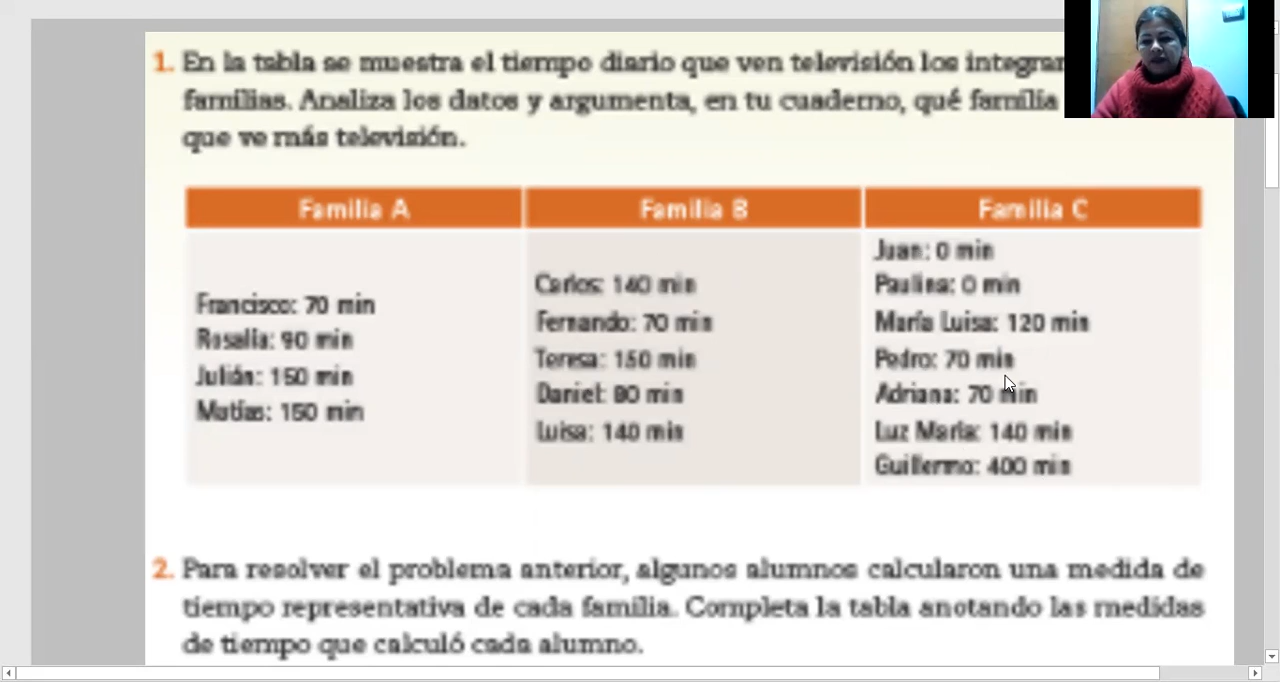 1. En la tabla se muestra el tiempo diario que ven televisión los integran
familias. Analiza los datos y argumenta, en tu cuaderno, qué familia
que ve más televisión.
Familia A
Familia B
Familia C
Francisco: 70 min
Rosalía: 90 min
Julián: 150 min
Matías: 150 min
Carlos: 140 min
Fernando: 70 min
Teresa: 150 min
Daniel: 80 min
Luisa: 140 min
Juan: 0 min
Paulina: 0 min
María Luisa: 120 min
Pedro: 70 min
Adriana: 70 min
Luz María: 140 min
Guillermo: 400 min
2. Para resolver el problema anterior, algunos alumnos calcularon una medida de
tiempo representativa de cada familia. Completa la tabla anotando las medidas
de tiempo que calculó cada alumno.